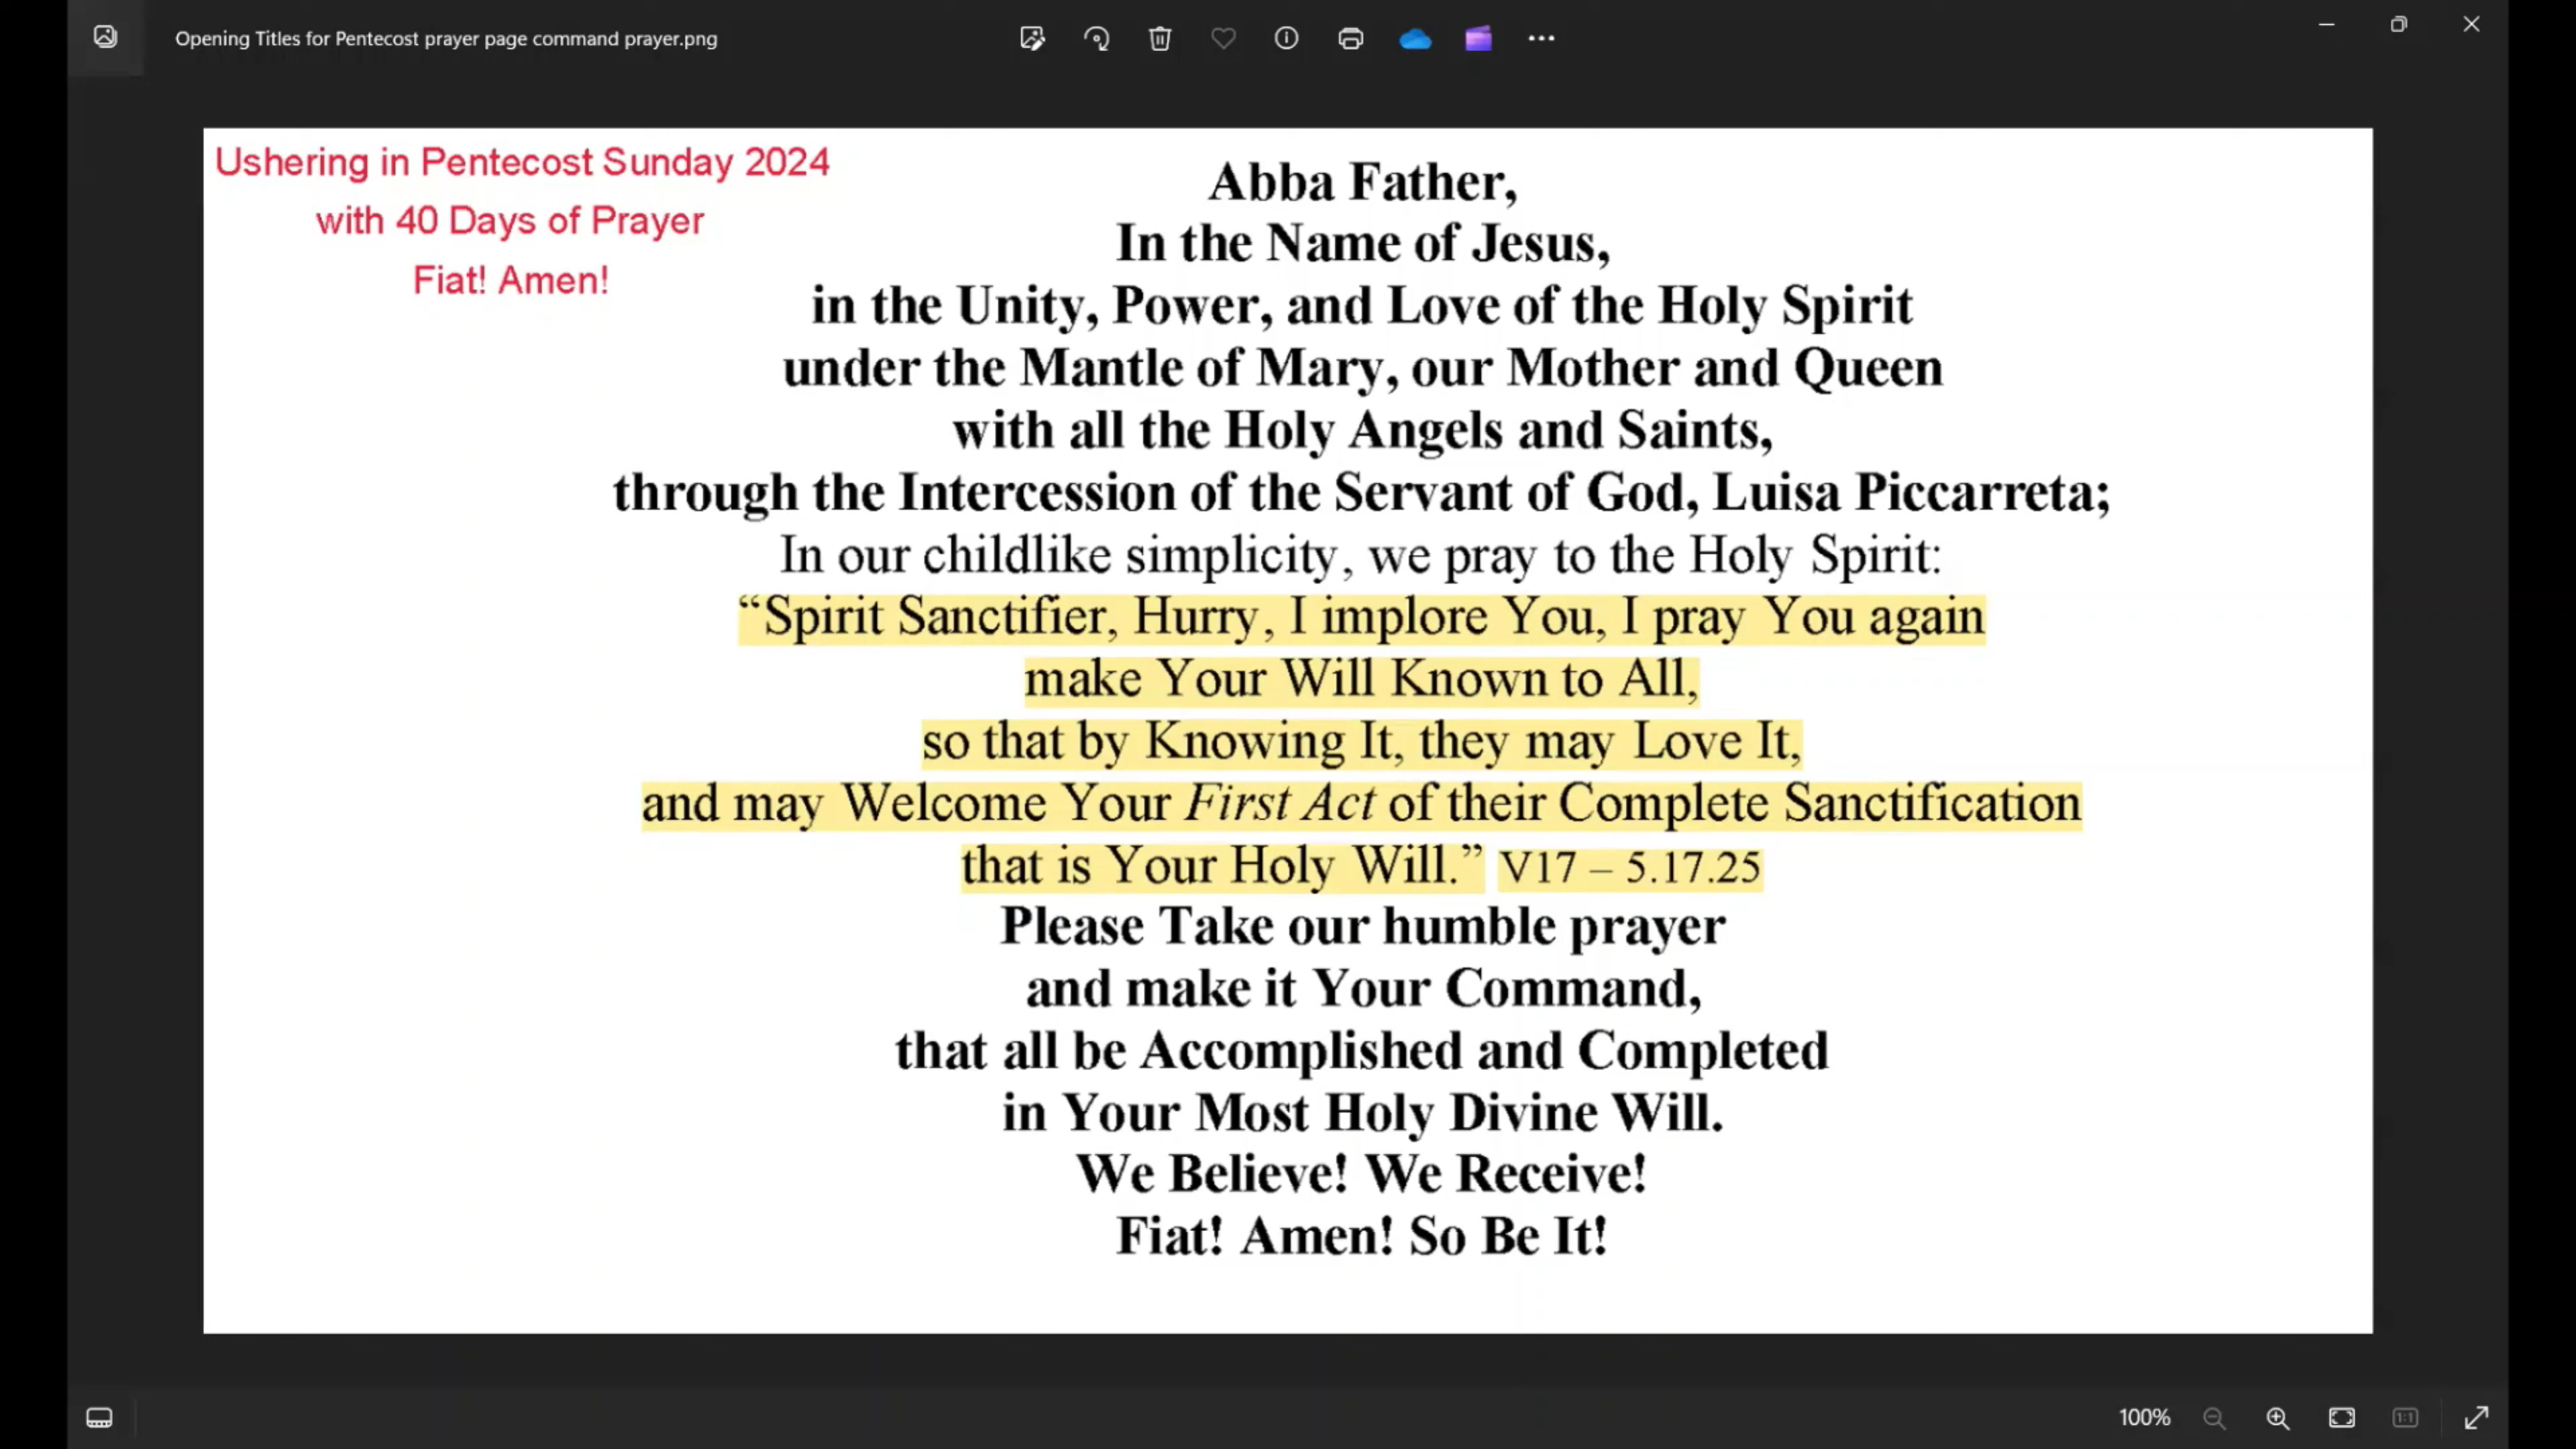 Opening Titles for Pentecost prayer page command prayer.png
Ushering in Pentecost Sunday 2024
with 40 Days of Prayer
Fiat! Amen!
Abba Father,
In the Name of Jesus,
in the Unity, Power, and Love of the Holy Spirit
under the Mantle of Mary, our Mother and Queen
with all the Holy Angels and Saints,
through the Intercession of the Servant of God, Luisa Piccarreta;
In our childlike simplicity, we pray to the Holy Spirit:
“Spirit Sanctifier, Hurry, I implore You, I pray You again
make Your Will Known to All,
so that by Knowing It, they may Love It,
and may Welcome Your First Act of their Complete Sanctification
that is Your Holy Will.” V17 – 5.17.25
Please Take our humble prayer
and make it Your Command,
that all be Accomplished and Completed
in Your Most Holy Divine Will.
We Believe! We Receive!
Fiat! Amen! So Be It!
100%
1:1